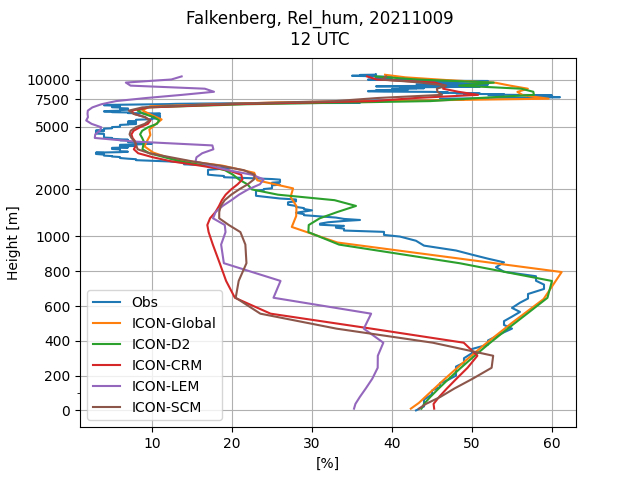 Falkenberg, Rel_hum, 20211009
12 UTC
10000
7500
5000
2000
1000
800
600
400
200
0
Height [m]
Obs
ICON-Global
ICON-D2
ICON-CRM
ICON-LEM
ICON-SCM
10 20 30 40 50 60
[%]